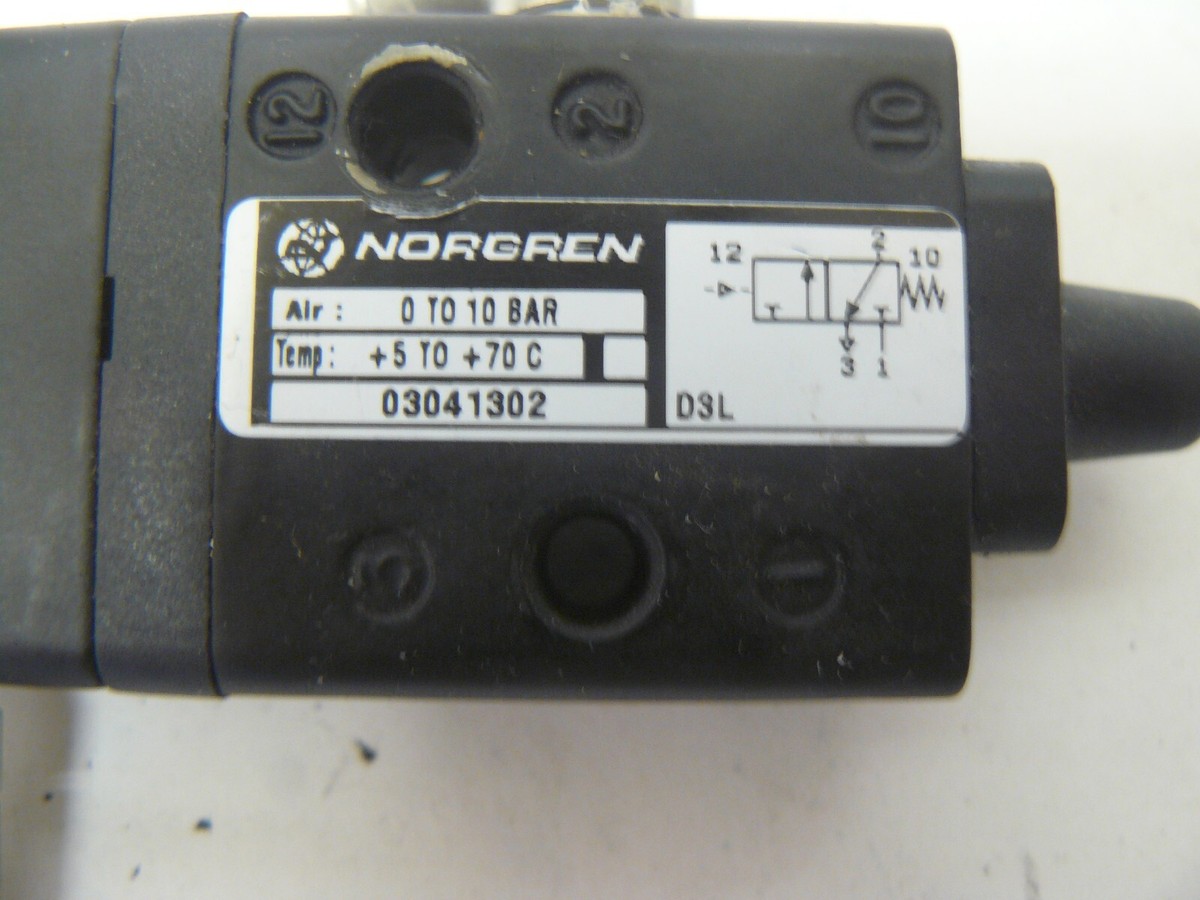 12 2 10
NORGREN
Air: 0 TO 10 BAR
Temp: +5 TO +70 C
03041302
2
12 10
3 1
D3L
3 1